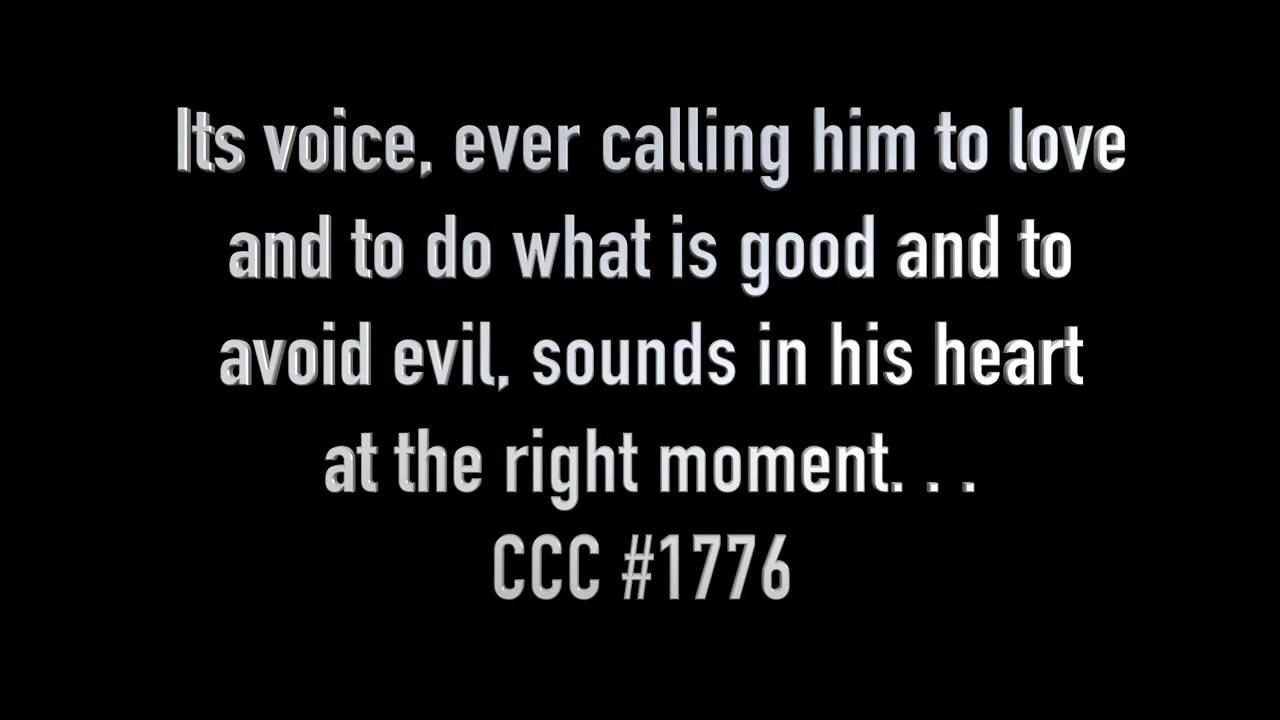 Its voice, ever calling him to love
and to do what is good and to
avoid evil, sounds in his heart
at the right moment. . .
CCC #1776